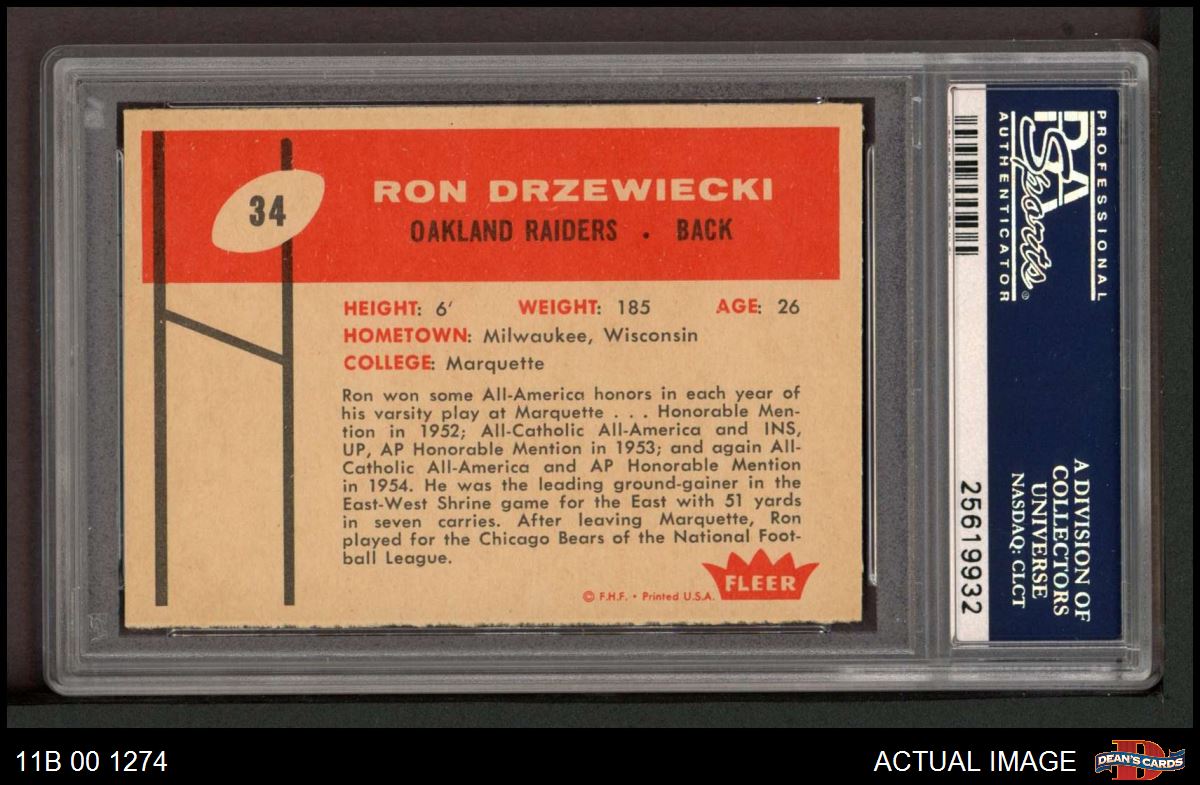 34
RON DRZEWIECKI
OAKLAND RAIDERS . BACK
HEIGHT: 6' WEIGHT: 185 AGE: 26
HOMETOWN: Milwaukee, Wisconsin
COLLEGE: Marquette
Ron won some All-America honors in each year of
his varsity play at Marquette . . . Honorable Men-
tion in 1952; All-Catholic All-America and INS,
UP, AP Honorable Mention in 1953; and again All-
Catholic All-America and AP Honorable Mention
in 1954. He was the leading ground-gainer in the
East-West Shrine game for the East with 51 yards
in seven carries. After leaving Marquette, Ron
played for the Chicago Bears of the National Foot-
ball League.
FLEER
© F.H.F. • Printed U.S.A.
PROFESSIONAL
PSA
Sports®
AUTHENTICATOR
A DIVISION OF
COLLECTORS
UNIVERSE
NASDAQ: CLCT
25619932
11B 00 1274
ACTUAL IMAGE
D
DEAN'S CARDS